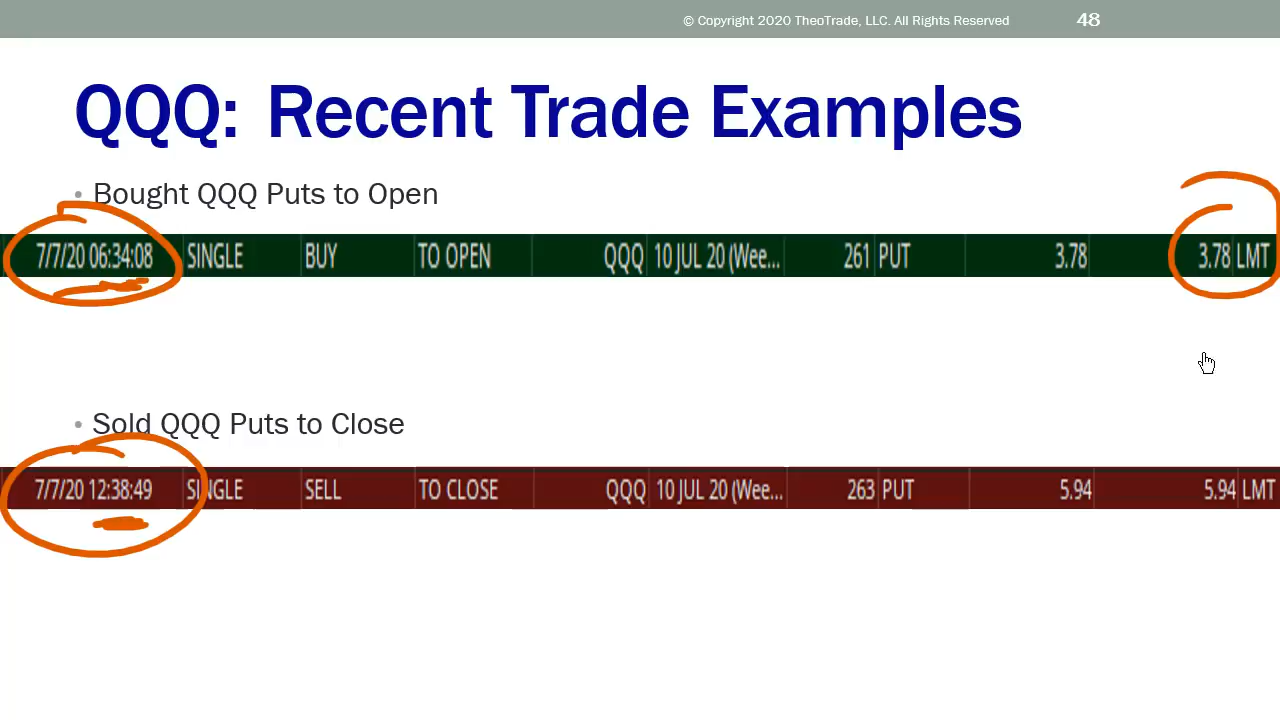 © Copyright 2020 TheoTrade, LLC. All Rights Reserved 48
QQQ: Recent Trade Examples
• Bought QQQ Puts to Open
7/7/20 06:34:08 SINGLE BUY TO OPEN QQQ 10 JUL 20 (Wee... 261 PUT 3.78 3.78 LMT
• Sold QQQ Puts to Close
7/7/20 12:38:49 SINGLE SELL TO CLOSE QQQ 10 JUL 20 (Wee... 263 PUT 5.94 5.94 LMT